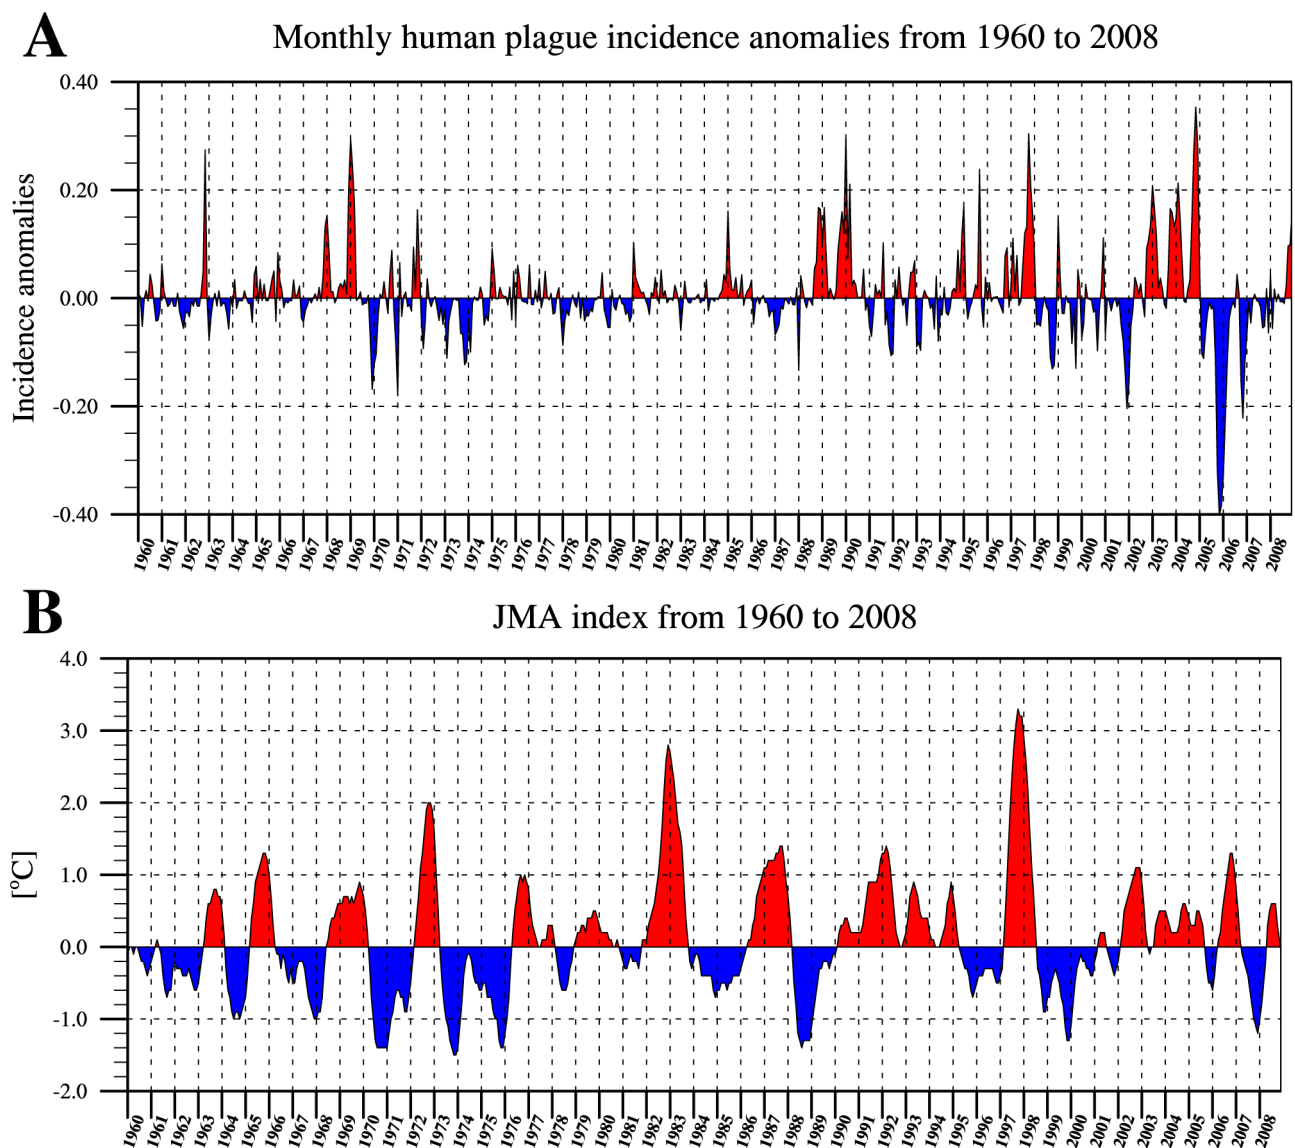 A
Monthly human plague incidence anomalies from 1960 to 2008
Incidence anomalies
0.40
0.20
0.00
-0.20
-0.40
1960 1961 1962 1963 1964 1965 1966 1967 1968 1969 1970 1971 1972 1973 1974 1975 1976 1977 1978 1979 1980 1981 1982 1983 1984 1985 1986 1987 1988 1989 1990 1991 1992 1993 1994 1995 1996 1997 1998 1999 2000 2001 2002 2003 2004 2005 2006 2007 2008
B
JMA index from 1960 to 2008
[°C]
4.0
3.0
2.0
1.0
0.0
-1.0
-2.0
1960 1961 1962 1963 1964 1965 1966 1967 1968 1969 1970 1971 1972 1973 1974 1975 1976 1977 1978 1979 1980 1981 1982 1983 1984 1985 1986 1987 1988 1989 1990 1991 1992 1993 1994 1995 1996 1997 1998 1999 2000 2001 2002 2003 2004 2005 2006 2007 2008